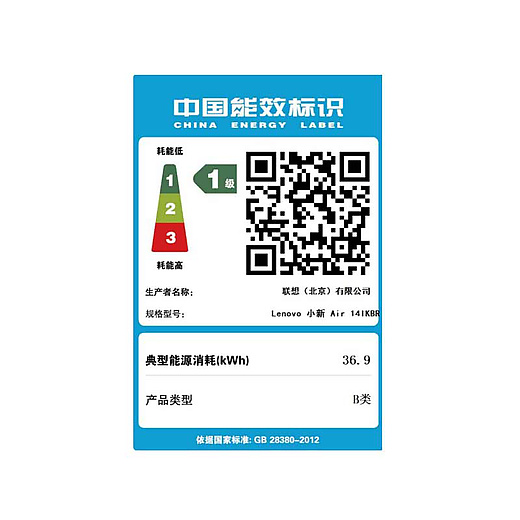 中国能效标识
CHINA ENERGY LABEL
耗能低
1
2
3
1级
耗能高
生产者名称：
联想（北京）有限公司
规格型号：
Lenovo 小新 Air 14IKBR
典型能源消耗(kWh)
36.9
产品类型
B类
依据国家标准: GB 28380-2012